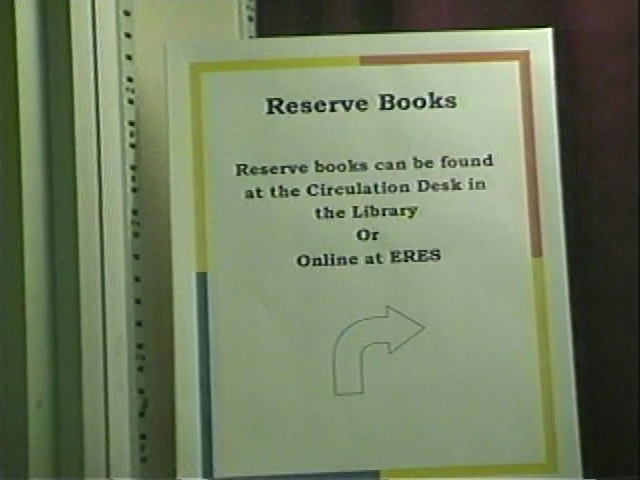 Reserve Books
Reserve books can be found
at the Circulation Desk in
the Library
Or
Online at ERES